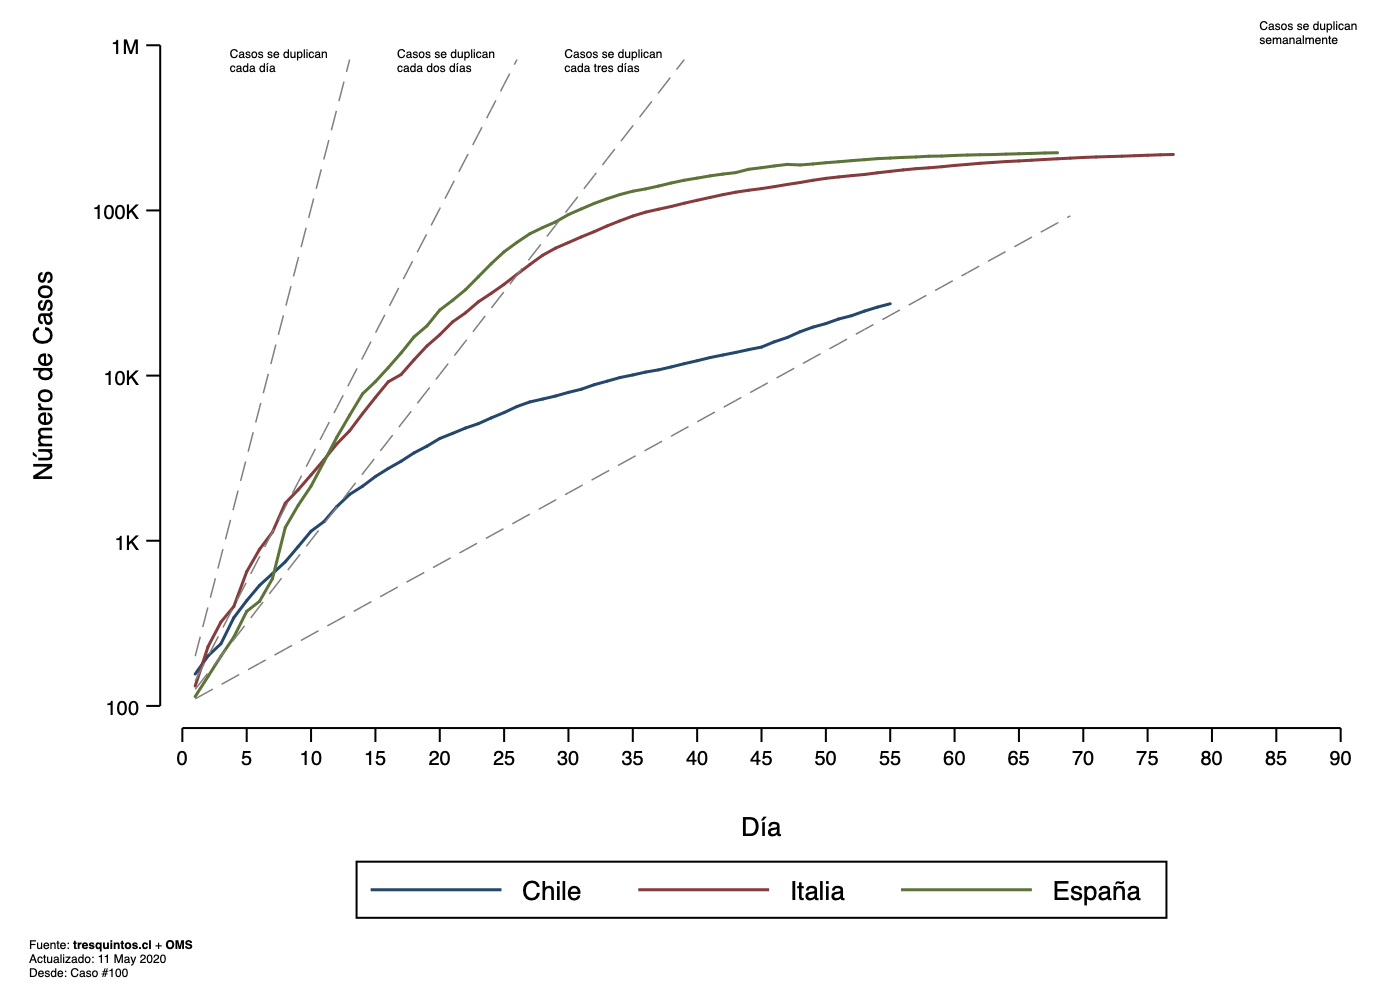 Casos se duplican
semanalmente
Casos se duplican
cada día
Casos se duplican
cada dos días
Casos se duplican
cada tres días
1M
100K
10K
1K
100
Número de Casos
0 5 10 15 20 25 30 35 40 45 50 55 60 65 70 75 80 85 90
Día
Chile Italia España
Fuente: tresquintos.cl + OMS
Actualizado: 11 May 2020
Desde: Caso #100